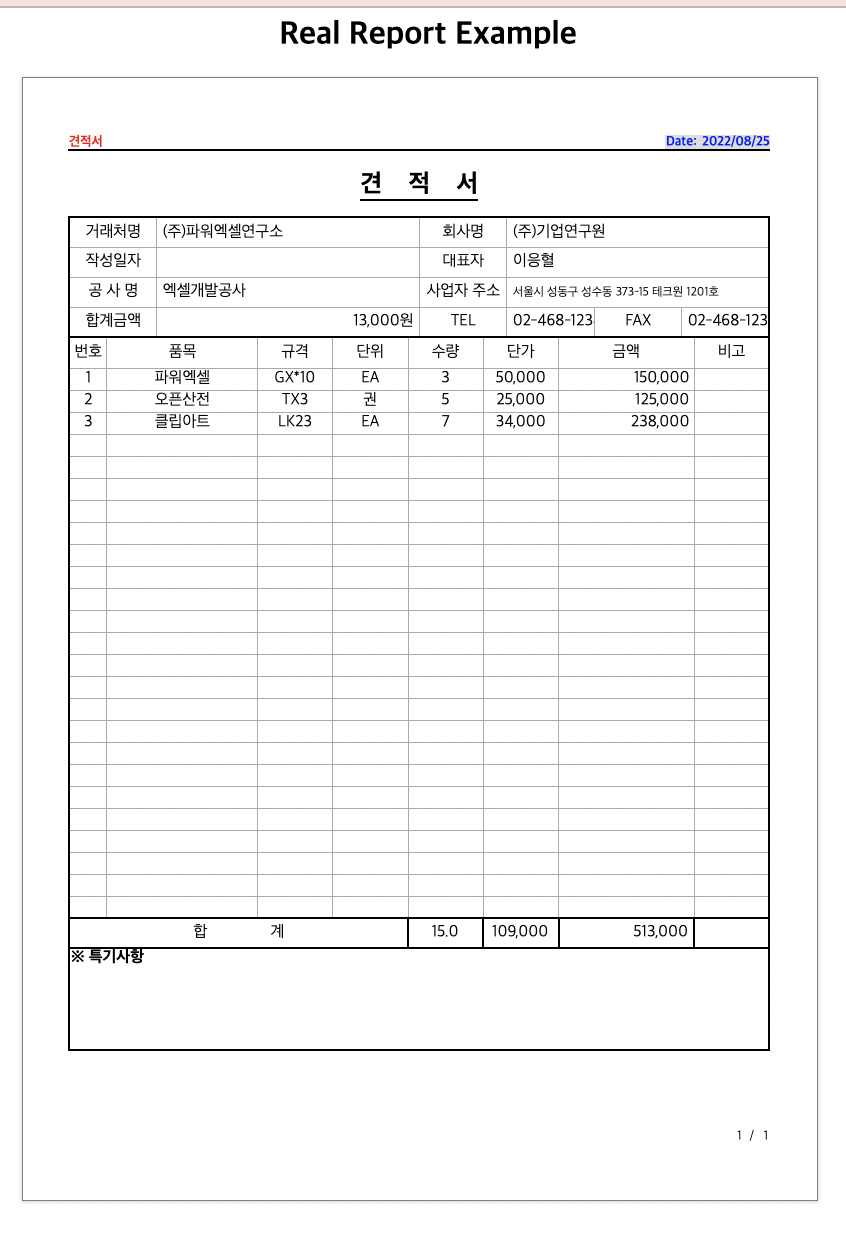 Real Report Example
견적서 Date: 2022/08/25
견 적 서
거래처명 (주)파워엑셀연구소 회사명 (주)기업연구원
작성일자 대표자 이응혈
공 사 명 엑셀개발공사 사업자 주소 서울시 성동구 성수동 373-15 테크원 1201호
합계금액 13,000원 TEL 02-468-123 FAX 02-468-123
번호 품목 규격 단위 수량 단가 금액 비고
1 파워엑셀 GX*10 EA 3 50,000 150,000
2 오픈산전 TX3 권 5 25,000 125,000
3 클립아트 LK23 EA 7 34,000 238,000
합 계 15.0 109,000 513,000
※ 특기사항
1 / 1